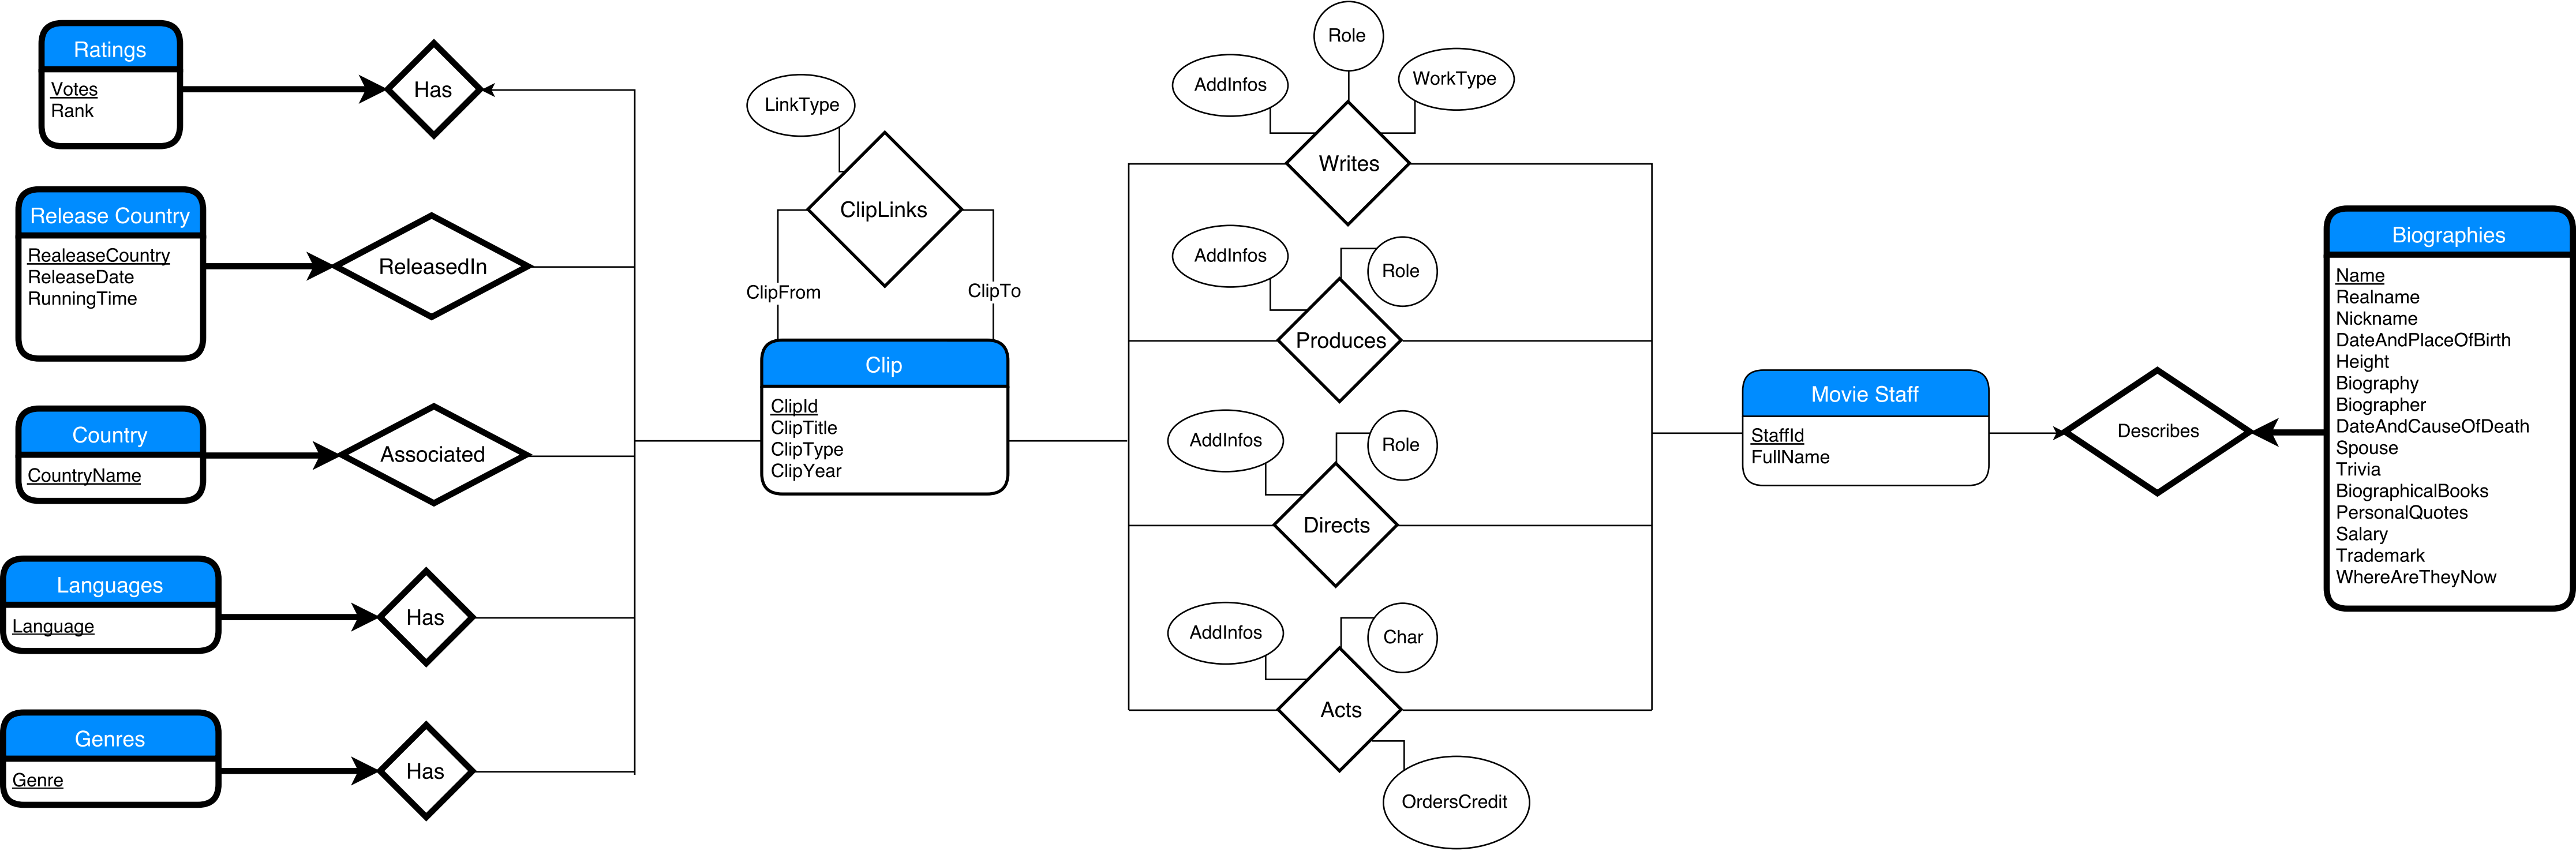 Ratings
Votes
Rank
Has
Release Country
RealeaseCountry
ReleaseDate
RunningTime
ReleasedIn
Country
CountryName
Associated
Languages
Language
Has
Genres
Genre
Has
LinkType
ClipLinks
ClipFrom
ClipTo
Clip
ClipId
ClipTitle
ClipType
ClipYear
Role
AddInfos
WorkType
Writes
AddInfos
Role
Produces
AddInfos
Role
Directs
AddInfos
Char
Acts
OrdersCredit
Movie Staff
StaffId
FullName
Describes
Biographies
Name
Realname
Nickname
DateAndPlaceOfBirth
Height
Biography
Biographer
DateAndCauseOfDeath
Spouse
Trivia
BiographicalBooks
PersonalQuotes
Salary
Trademark
WhereAreTheyNow